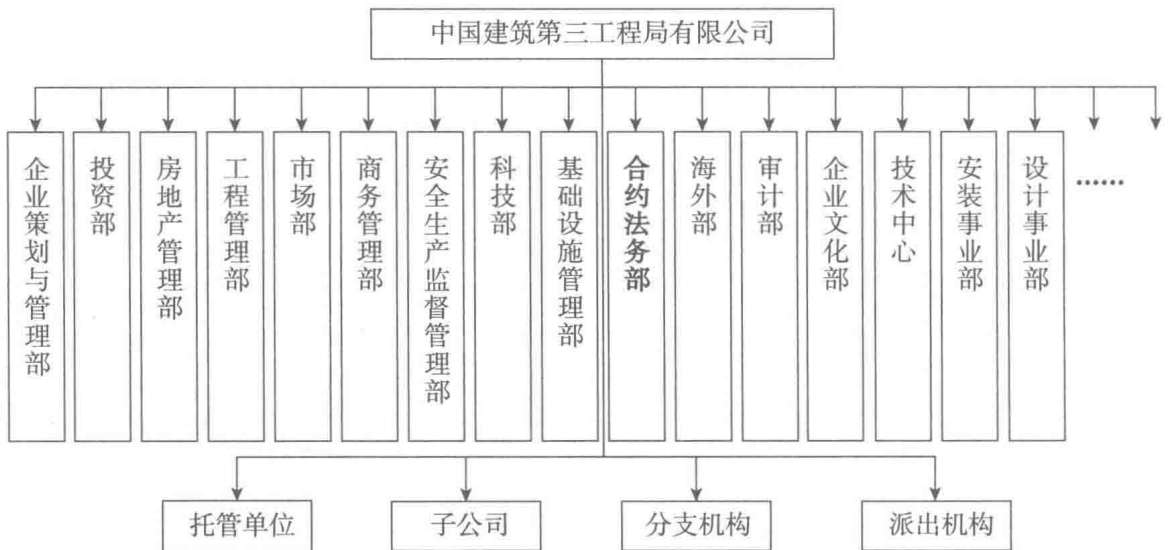 中国建筑第三工程局有限公司
企业策划与管理部
投资部
房地产管理部
工程管理部
市场部
商务管理部
安全生产监督管理部
科技部
基础设施管理部
合约法务部
海外部
审计部
企业文化部
技术中心
安装事业部
设计事业部
……
托管单位
子公司
分支机构
派出机构